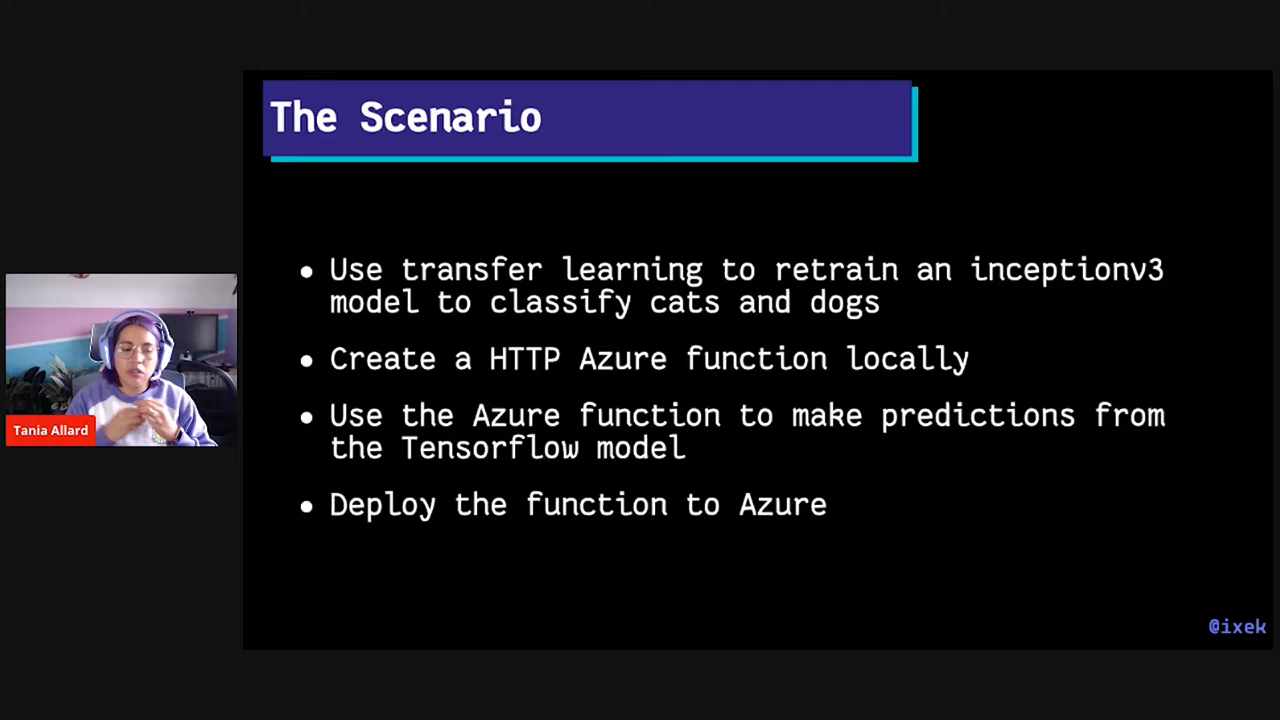 The Scenario
● Use transfer learning to retrain an inceptionv3
model to classify cats and dogs
● Create a HTTP Azure function locally
● Use the Azure function to make predictions from
the Tensorflow model
● Deploy the function to Azure
Tania Allard
@ixek